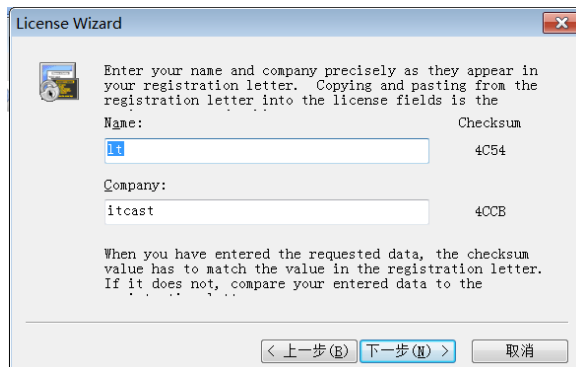 License Wizard
Enter your name and company precisely as they appear in
your registration letter.  Copying and pasting from the
registration letter into the license fields is the
Name:
Checksum
lt
4C54
Company:
itcast
4CCB
When you have entered the requested data, the checksum
value has to match the value in the registration letter.
If it does not, compare your entered data to the
< 上一步(B)
下一步(N) >
取消